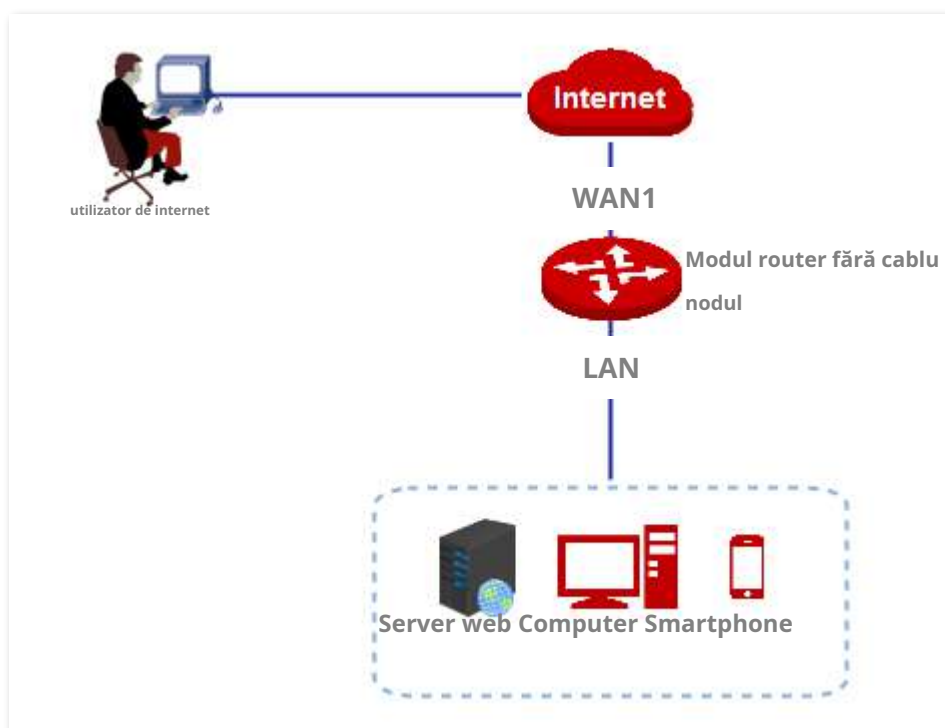 Internet
utilizator de internet
WAN1
Modul router fără cablu
nodul
LAN
Server web Computer Smartphone